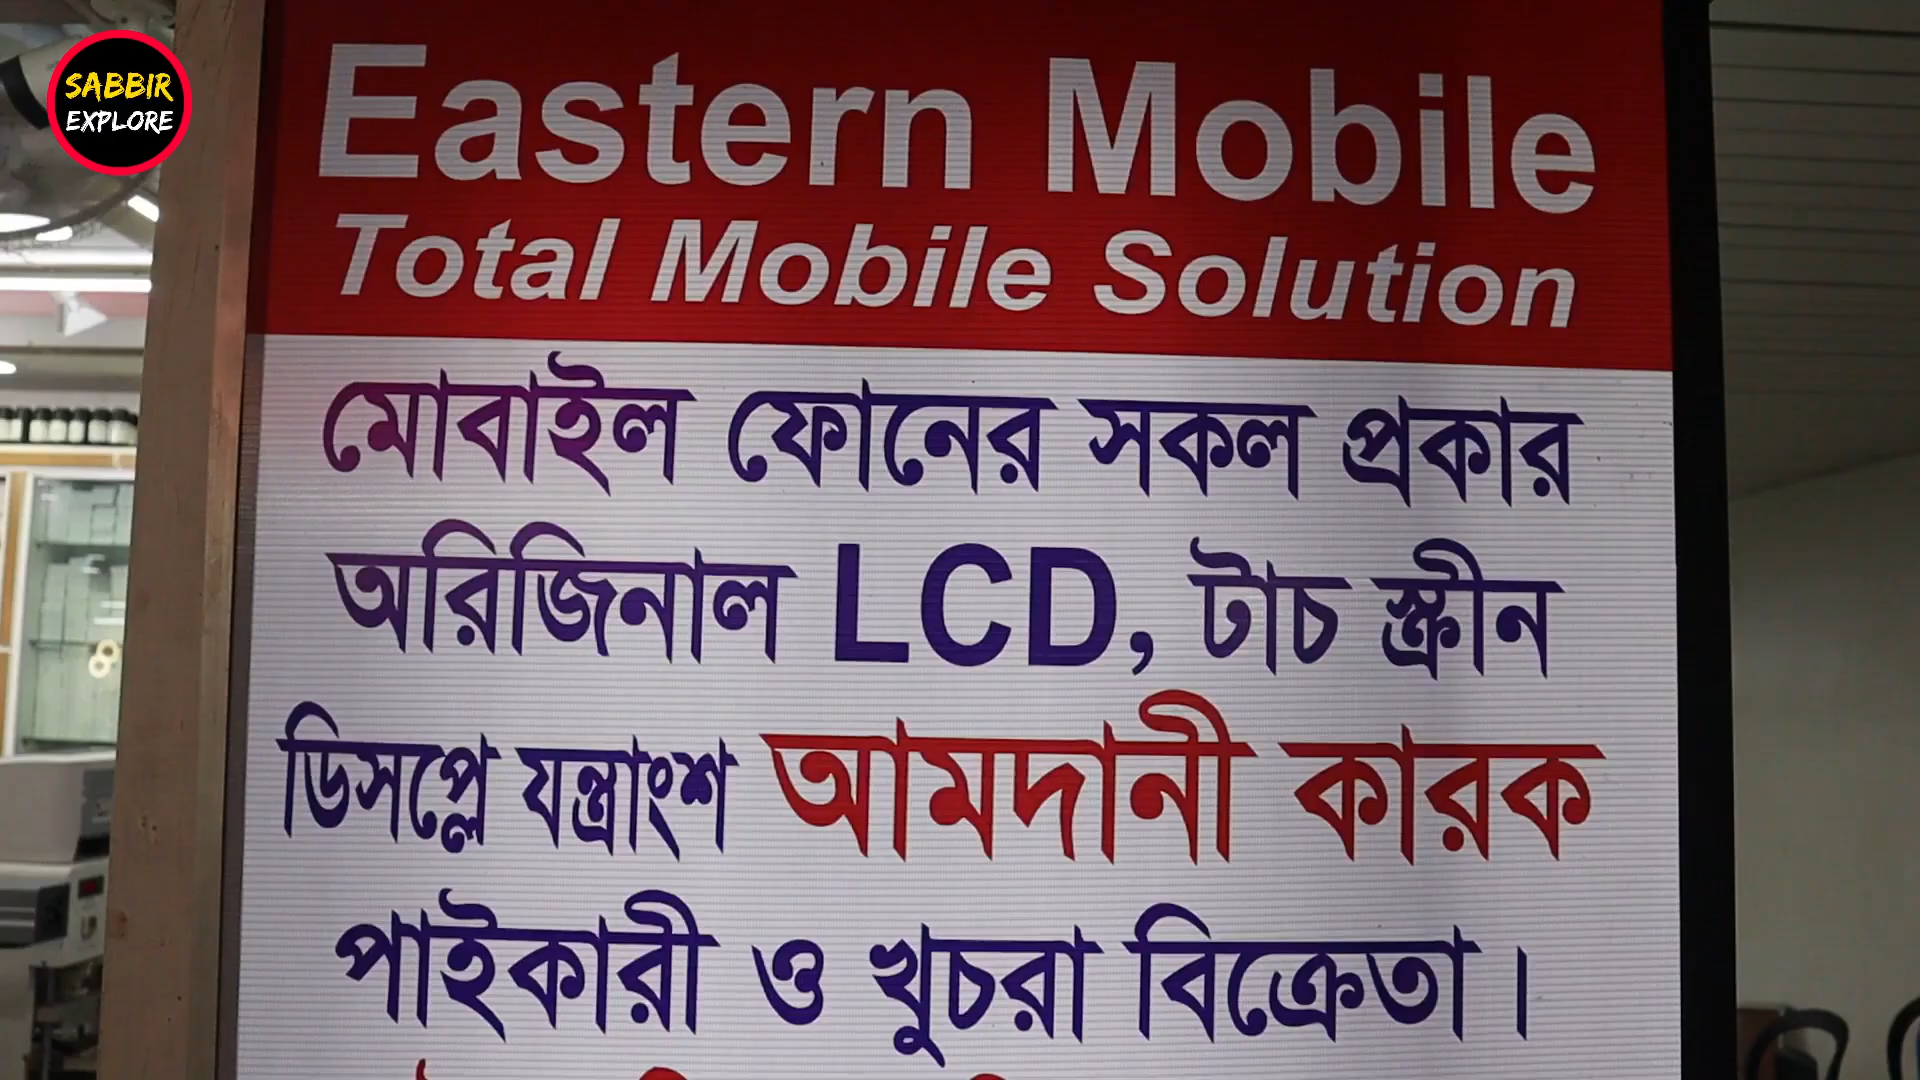 SABBIR
EXPLORE
Eastern Mobile
Total Mobile Solution
মোবাইল ফোনের সকল প্রকার
অরিজিনাল LCD, টাচ স্ক্রীন
ডিসপ্লে যন্ত্রাংশ আমদানী কারক
পাইকারী ও খুচরা বিক্রেতা।